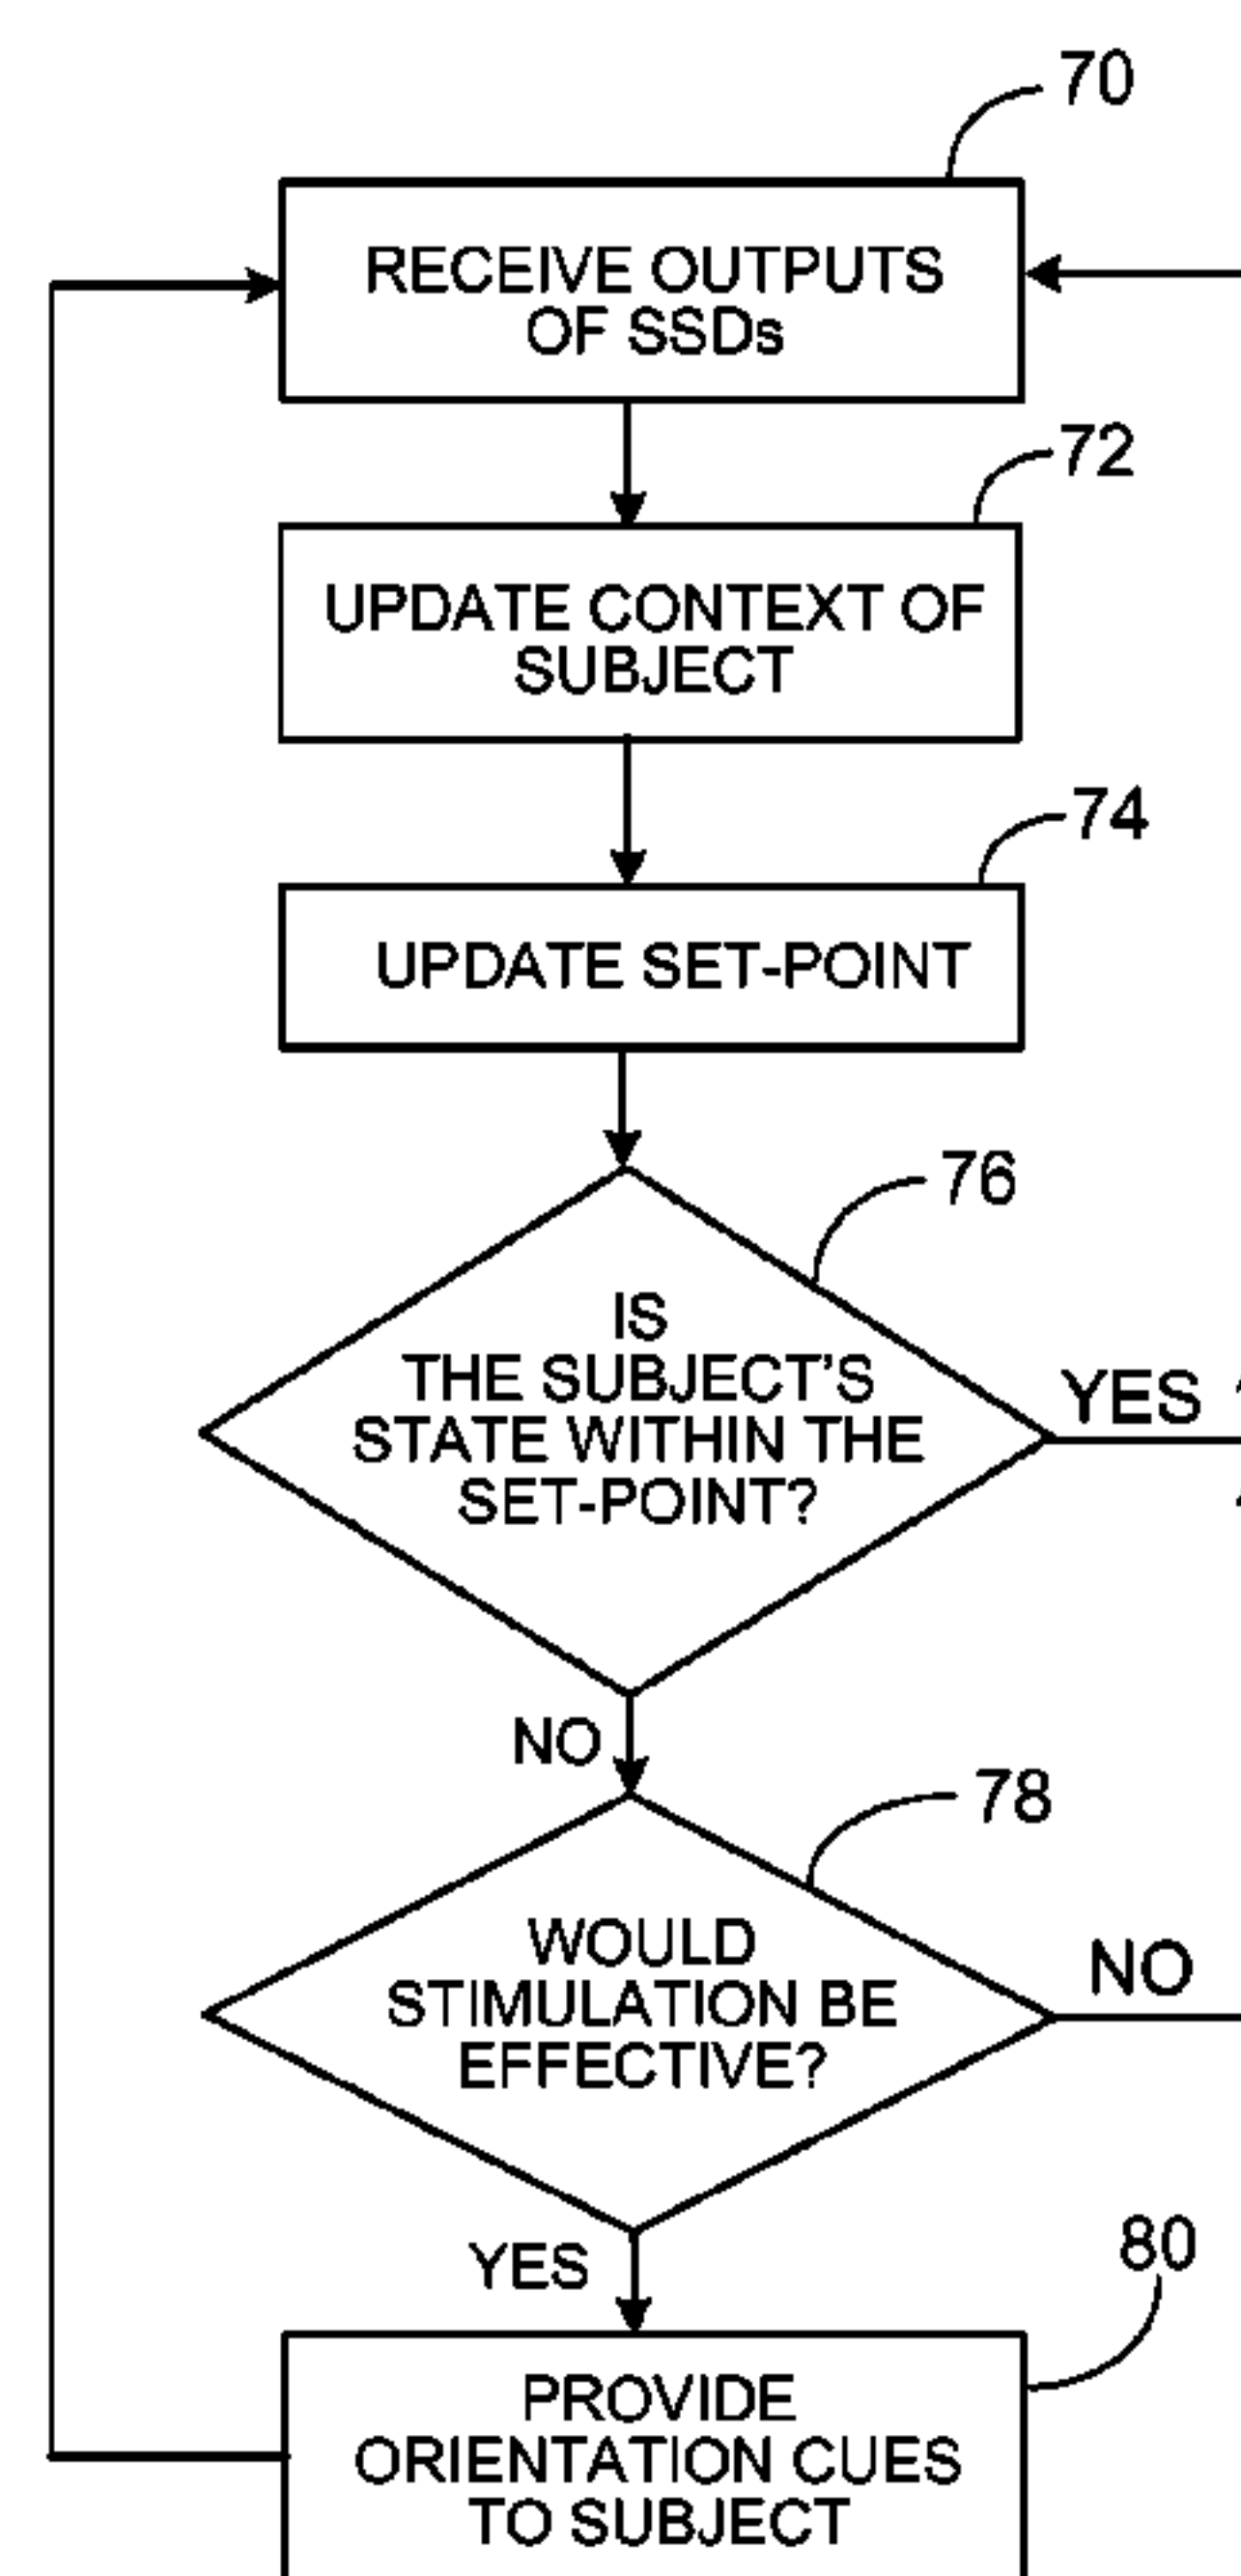 70
RECEIVE OUTPUTS
OF SSDs
72
UPDATE CONTEXT OF
SUBJECT
74
UPDATE SET-POINT
76
IS
THE SUBJECT'S
STATE WITHIN THE
SET-POINT?
YES
NO
78
WOULD
STIMULATION BE
EFFECTIVE?
NO
YES
80
PROVIDE
ORIENTATION CUES
TO SUBJECT